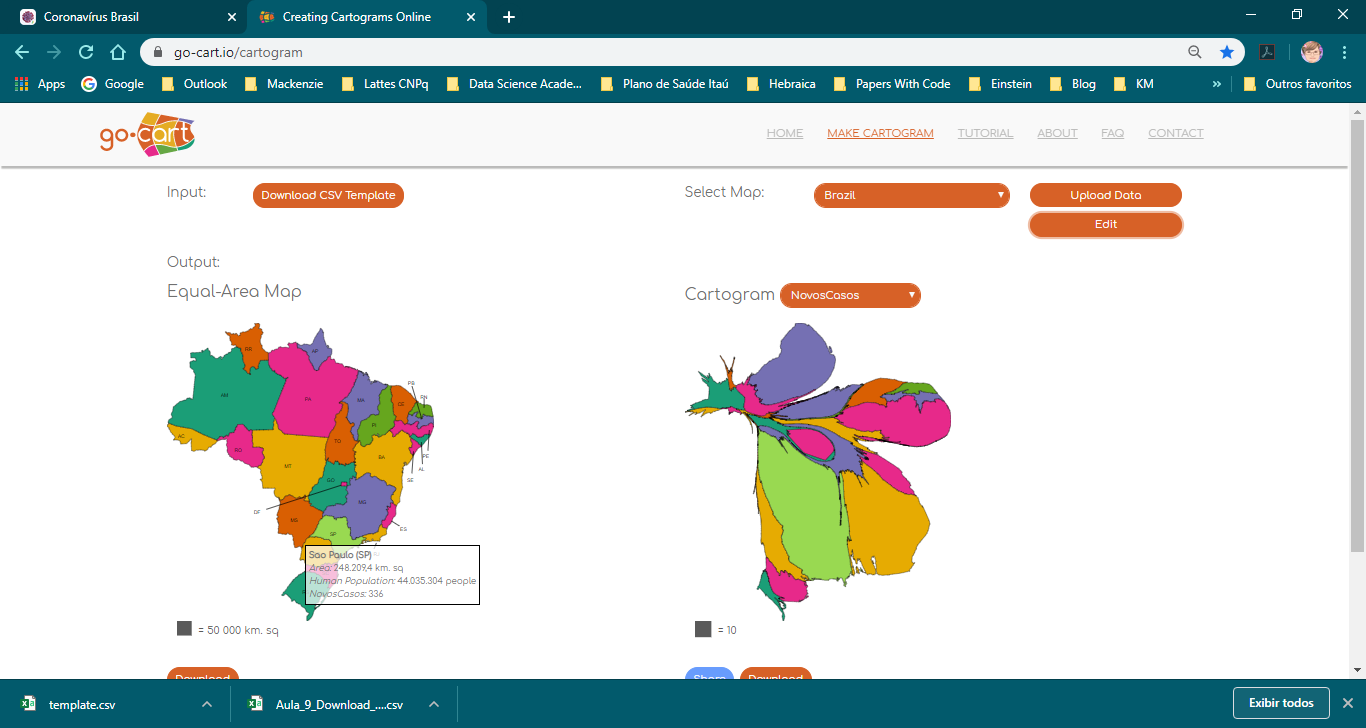 Coronavírus Brasil
Creating Cartograms Online
go-cart.io/cartogram
Apps
Google
Outlook
Mackenzie
Lattes CNPq
Data Science Acade...
Plano de Saúde Itaú
Hebraica
Papers With Code
Einstein
Blog
KM
»
Outros favoritos
go·cart
HOME
MAKE CARTOGRAM
TUTORIAL
ABOUT
FAQ
CONTACT
Input:
Download CSV Template
Select Map:
Brazil
Upload Data
Edit
Output:
Equal-Area Map
Cartogram
NovosCasos
RR
AP
AM
PA
MA
CE
PB
RN
PI
AC
RO
TO
PE
AL
SE
MT
BA
GO
DF
MG
MS
ES
SP
Sao Paulo (SP)
Area: 248.209,4 km. sq
Human Population: 44.035.304 people
NovosCasos: 336
= 50 000 km. sq
= 10
Download
Share
Download
template.csv
Aula_9_Download_....csv
Exibir todos